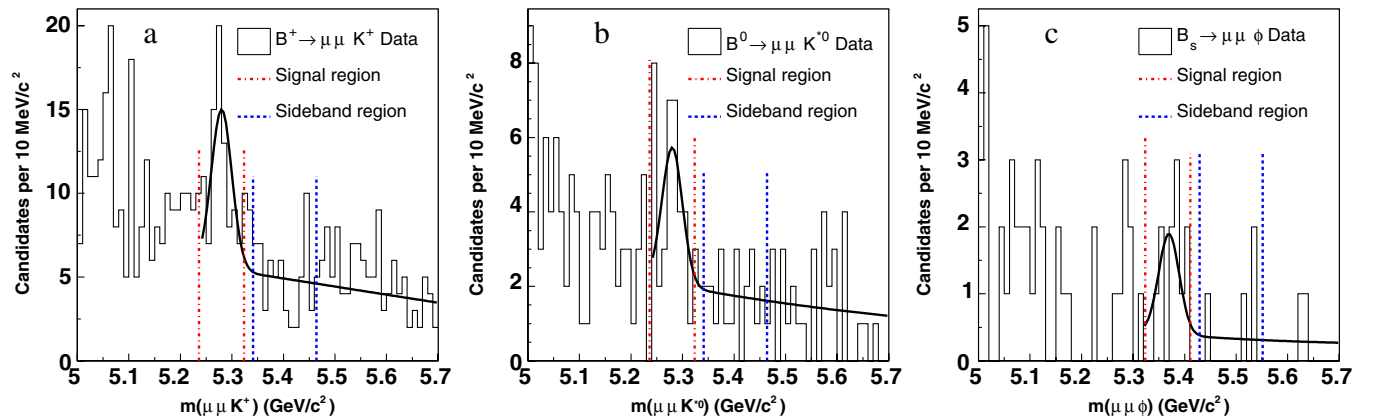 a
B⁺→μμ K⁺ Data
Signal region
Sideband region
Candidates per 10 MeV/c²
20
15
10
5
0
5 5.1 5.2 5.3 5.4 5.5 5.6 5.7
m(μμK⁺) (GeV/c²)
b
B⁰→μμ K*⁰ Data
Signal region
Sideband region
Candidates per 10 MeV/c²
8
6
4
2
0
5 5.1 5.2 5.3 5.4 5.5 5.6 5.7
m(μμK*⁰) (GeV/c²)
c
Bₛ→μμ ϕ Data
Signal region
Sideband region
Candidates per 10 MeV/c²
5
4
3
2
1
0
5 5.1 5.2 5.3 5.4 5.5 5.6 5.7
m(μμϕ) (GeV/c²)